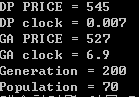 DP PRICE = 545
DP clock = 0.007
GA PRICE = 527
GA clock = 6.9
Generation = 200
Population = 70